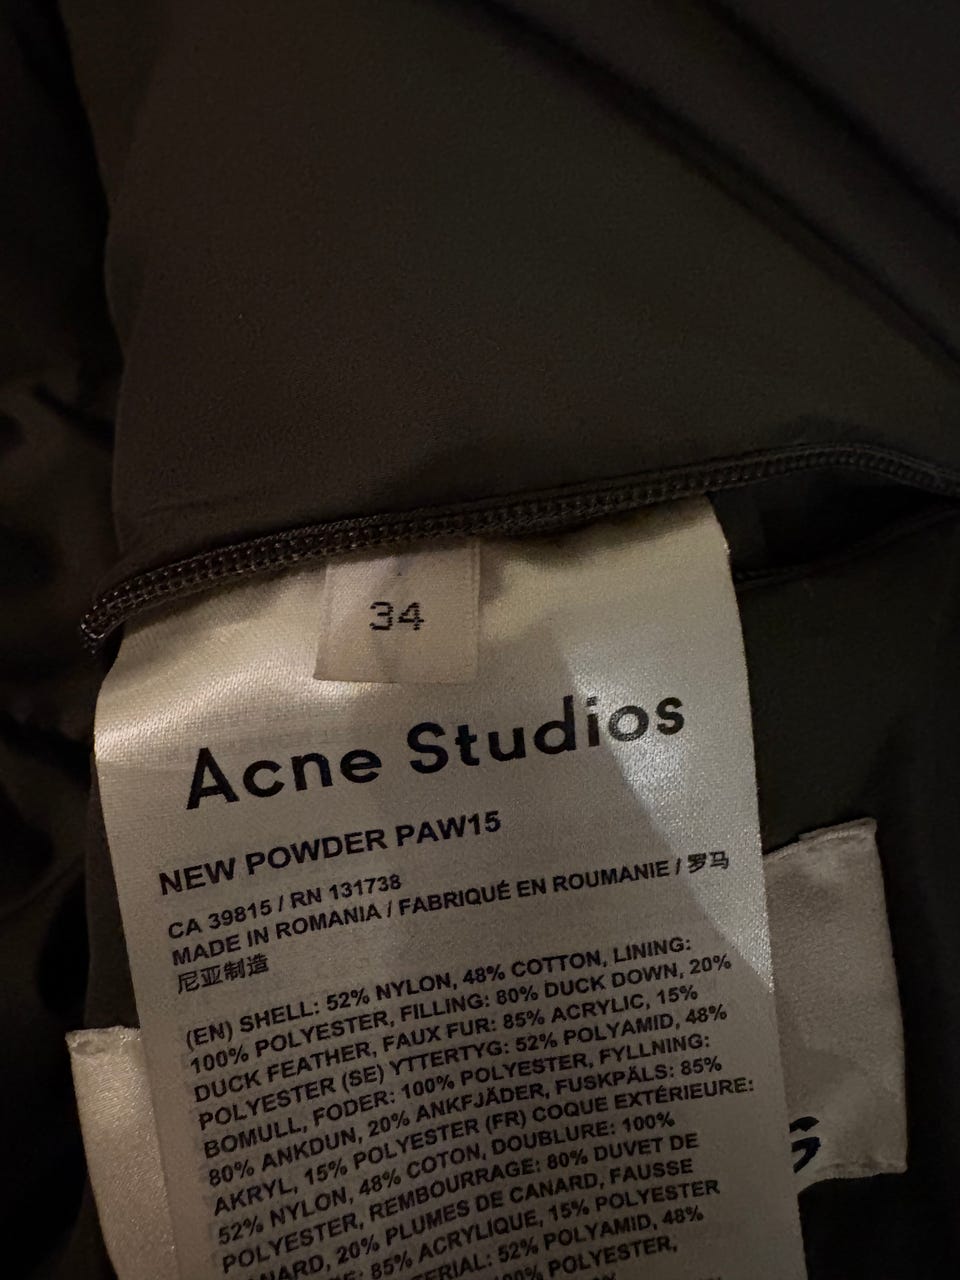 34
Acne Studios
NEW POWDER PAW15
CA 39815 / RN 131738
MADE IN ROMANIA / FABRIQUÉ EN ROUMANIE / 罗马
尼亚制造
(EN) SHELL: 52% NYLON, 48% COTTON, LINING:
100% POLYESTER, FILLING: 80% DUCK DOWN, 20%
DUCK FEATHER, FAUX FUR: 85% ACRYLIC, 15%
POLYESTER (SE) YTTERTYG: 52% POLYAMID, 48%
BOMULL, FODER: 100% POLYESTER, FYLLNING:
80% ANKDUN, 20% ANKFJÄDER, FUSKPÄLS: 85%
AKRYL, 15% POLYESTER (FR) COQUE EXTÉRIEURE:
52% NYLON, 48% COTON, DOUBLURE: 100%
POLYESTER, REMBOURRAGE: 80% DUVET DE
NARD, 20% PLUMES DE CANARD, FAUSSE
: 85% ACRYLIQUE, 15% POLYESTER
ERIAL: 52% POLYAMID, 48%
100% POLYESTER,
G